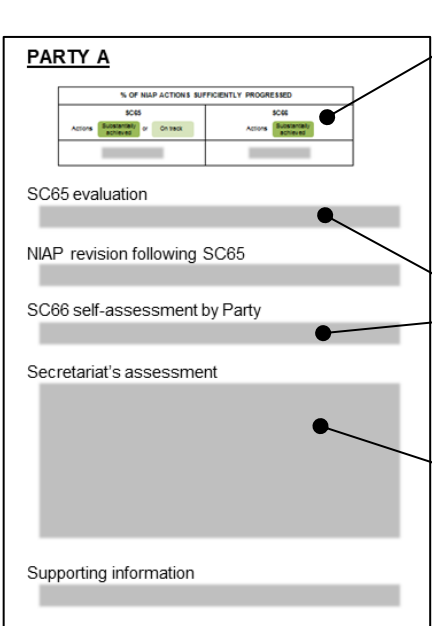 PARTY A
% OF NIAP ACTIONS SUFFICIENTLY PROGRESSED
SC65 SC66
Actions Substantially achieved or On track Actions Substantially achieved
SC65 evaluation
NIAP revision following SC65
SC66 self-assessment by Party
Secretariat's assessment
Supporting information